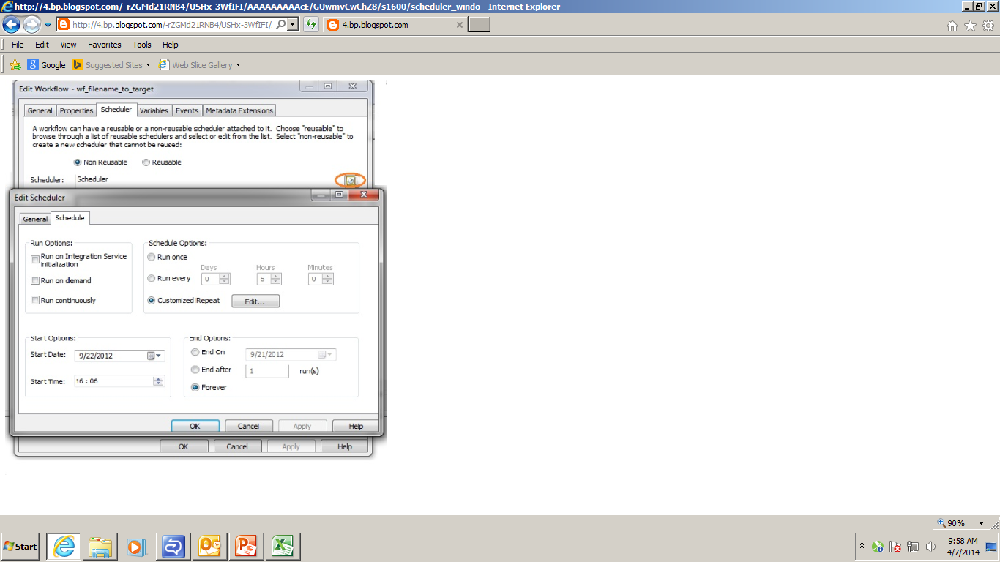 http://4.bp.blogspot.com/-rZGMd21RNB4/USHx-3WfIFI/AAAAAAAAAcE/GUwmvCwChZ8/s1600/scheduler_windo - Internet Explorer
http://4.bp.blogspot.com/-rZGMd21RNB4/USHx-3WfIFI/
4.bp.blogspot.com
File Edit View Favorites Tools Help
Google Suggested Sites Web Slice Gallery
Edit Workflow - wf_filename_to_target
General Properties Scheduler Variables Events Metadata Extensions
A workflow can have a reusable or a non-reusable scheduler attached to it. Choose "reusable" to
browse through a list of reusable schedulers and select or edit from the list. Select "non-reusable" to
create a new scheduler that cannot be reused:
Non Reusable Reusable
Scheduler: Scheduler
Edit Scheduler
General Schedule
Run Options:
Run on Integration Service
initialization
Run on demand
Run continuously
Schedule Options:
Run once
Days Hours Minutes
Run every 0 6 0
Customized Repeat Edit...
Start Options:
Start Date: 9/22/2012
Start Time: 16 : 06
End Options:
End On 9/21/2012
End after 1 run(s)
Forever
OK Cancel Apply Help
OK Cancel Apply Help
90%
Start
9:58 AM
4/7/2014